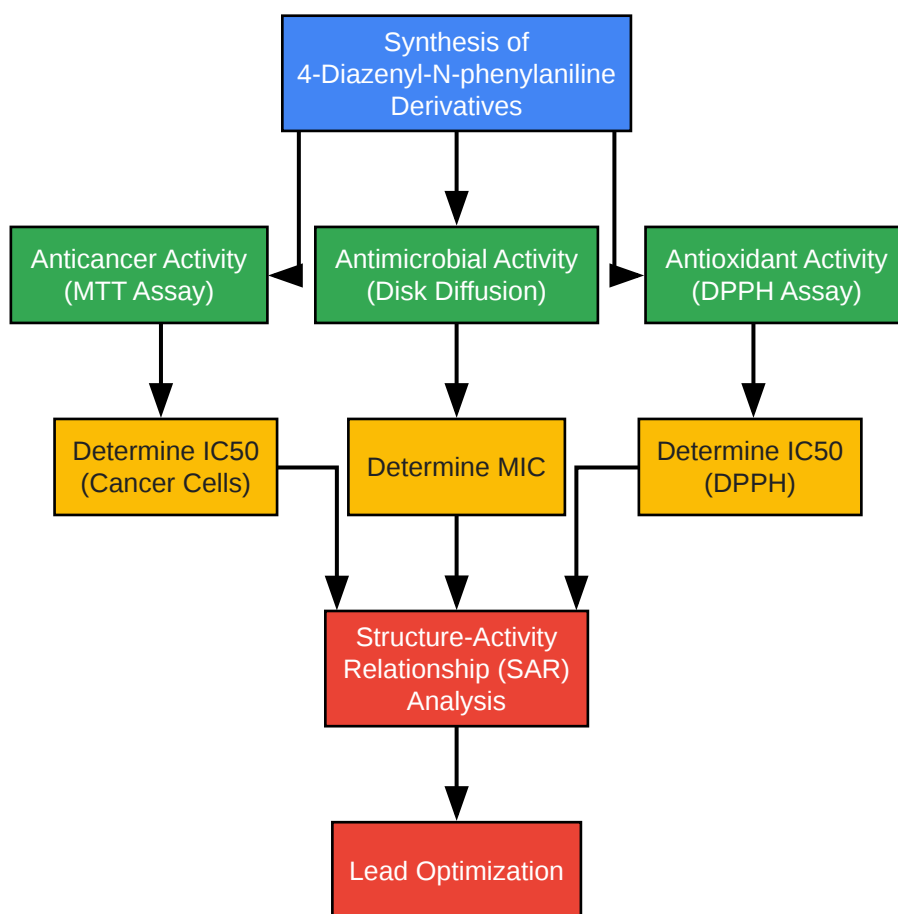 Synthesis of
4-Diazenyl-N-phenylaniline
Derivatives
Anticancer Activity
(MTT Assay)
Antimicrobial Activity
(Disk Diffusion)
Antioxidant Activity
(DPPH Assay)
Determine IC50
(Cancer Cells)
Determine MIC
Determine IC50
(DPPH)
Structure-Activity
Relationship (SAR)
Analysis
Lead Optimization